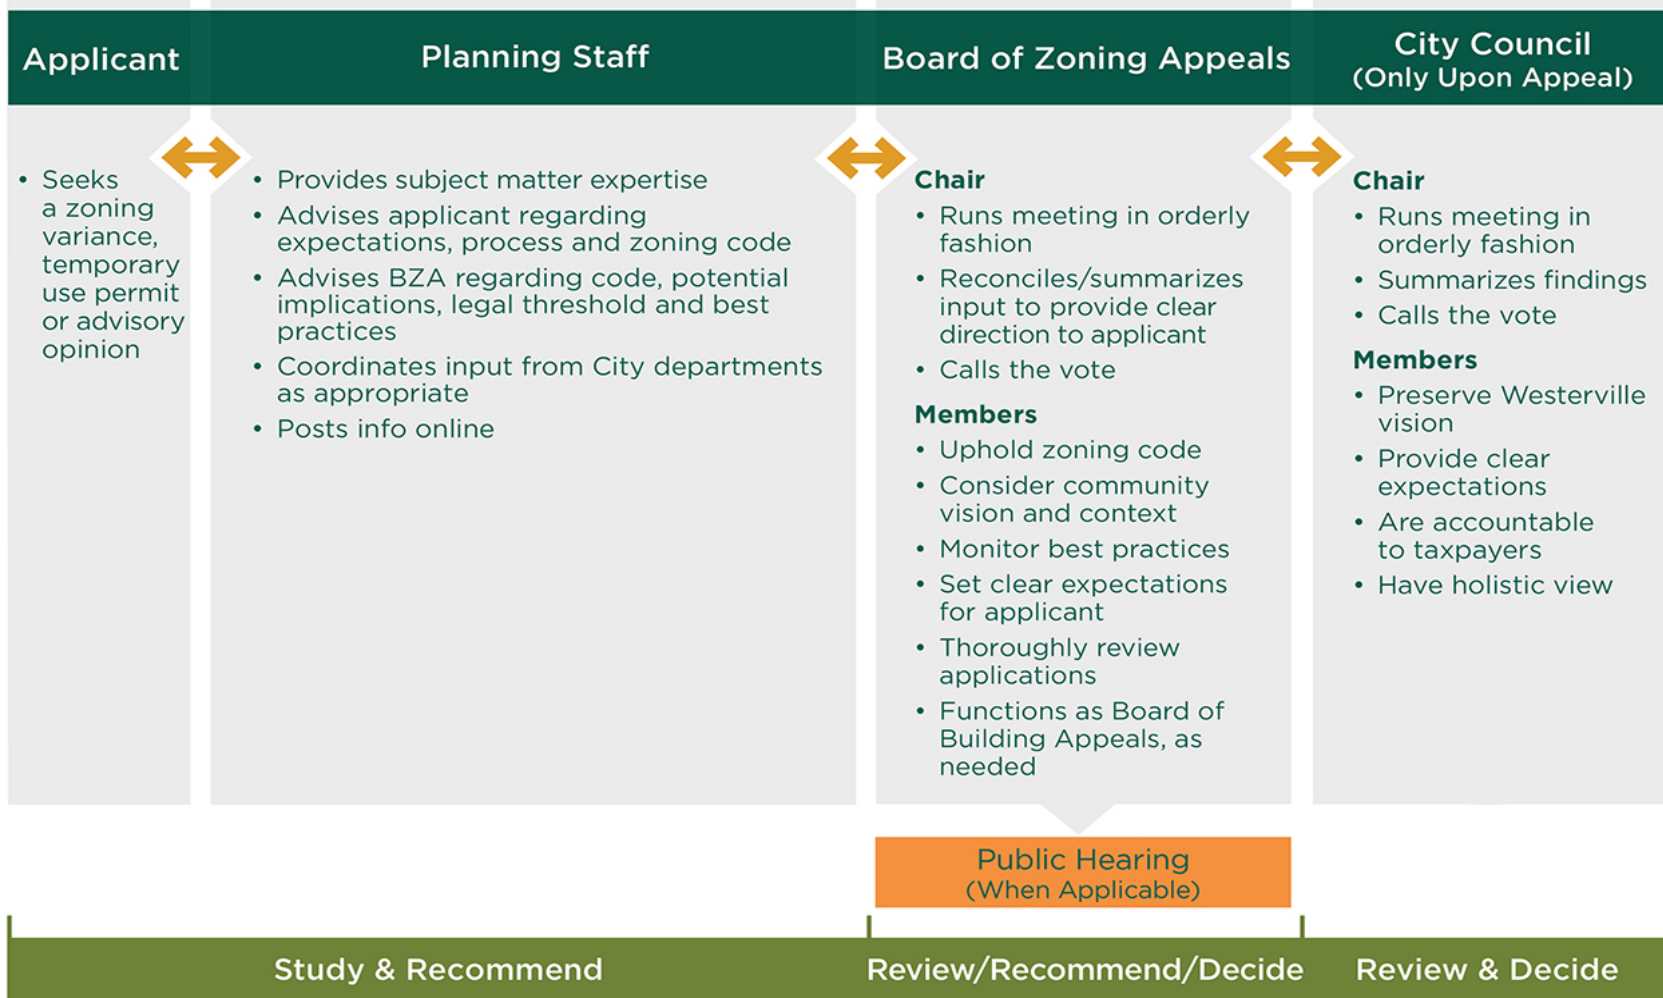 Applicant
Planning Staff
Board of Zoning Appeals
City Council
(Only Upon Appeal)
• Seeks
a zoning
variance,
temporary
use permit
or advisory
opinion
• Provides subject matter expertise
• Advises applicant regarding
expectations, process and zoning code
• Advises BZA regarding code, potential
implications, legal threshold and best
practices
• Coordinates input from City departments
as appropriate
• Posts info online
Chair
• Runs meeting in orderly
fashion
• Reconciles/summarizes
input to provide clear
direction to applicant
• Calls the vote
Members
• Uphold zoning code
• Consider community
vision and context
• Monitor best practices
• Set clear expectations
for applicant
• Thoroughly review
applications
• Functions as Board of
Building Appeals, as
needed
Chair
• Runs meeting in
orderly fashion
• Summarizes findings
• Calls the vote
Members
• Preserve Westerville
vision
• Provide clear
expectations
• Are accountable
to taxpayers
• Have holistic view
Public Hearing
(When Applicable)
Study & Recommend
Review/Recommend/Decide
Review & Decide